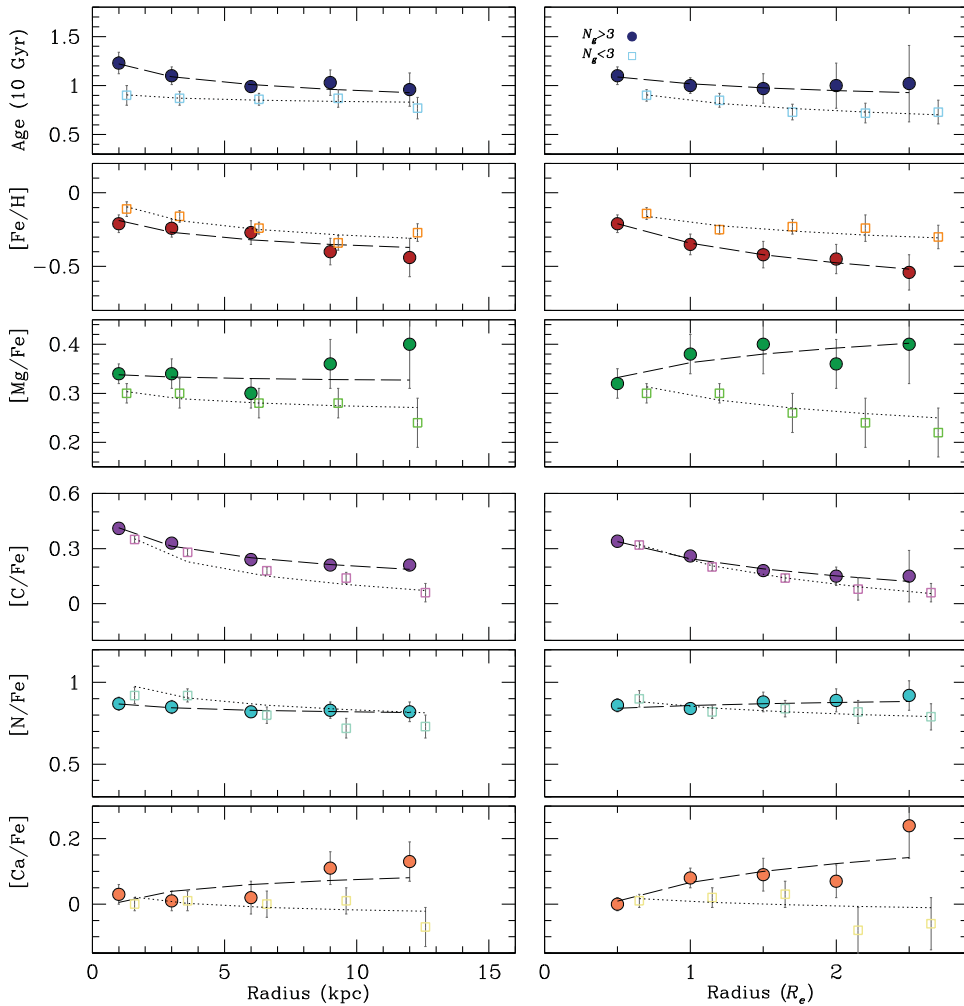 Age (10 Gyr)
1.5
1
0.5
N_g>3
N_g<3
[Fe/H]
0
−0.5
[Mg/Fe]
0.4
0.3
0.2
[C/Fe]
0.6
0.3
0
[N/Fe]
1
0.5
[Ca/Fe]
0.2
0
0 5 10 15
0 1 2
Radius (kpc)
Radius (R_e)